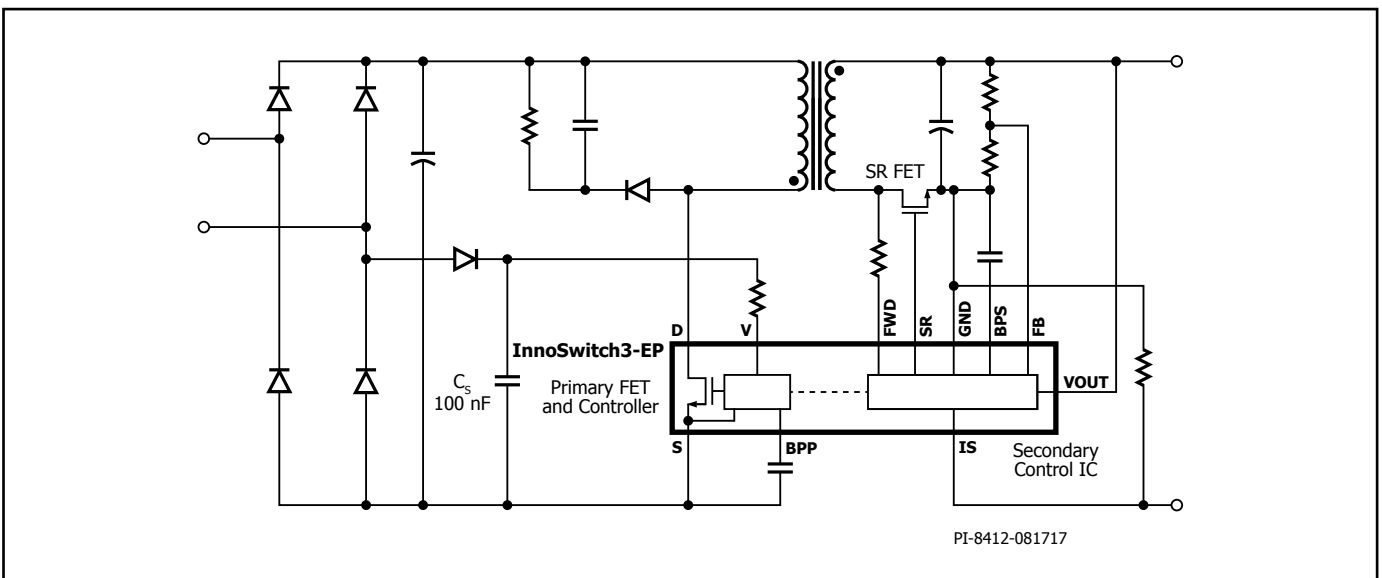 SR FET
D
V
FWD
SR
GND
BPS
FB
InnoSwitch3-EP
C_S
100 nF
Primary FET
and Controller
VOUT
S
BPP
IS
Secondary
Control IC
PI-8412-081717